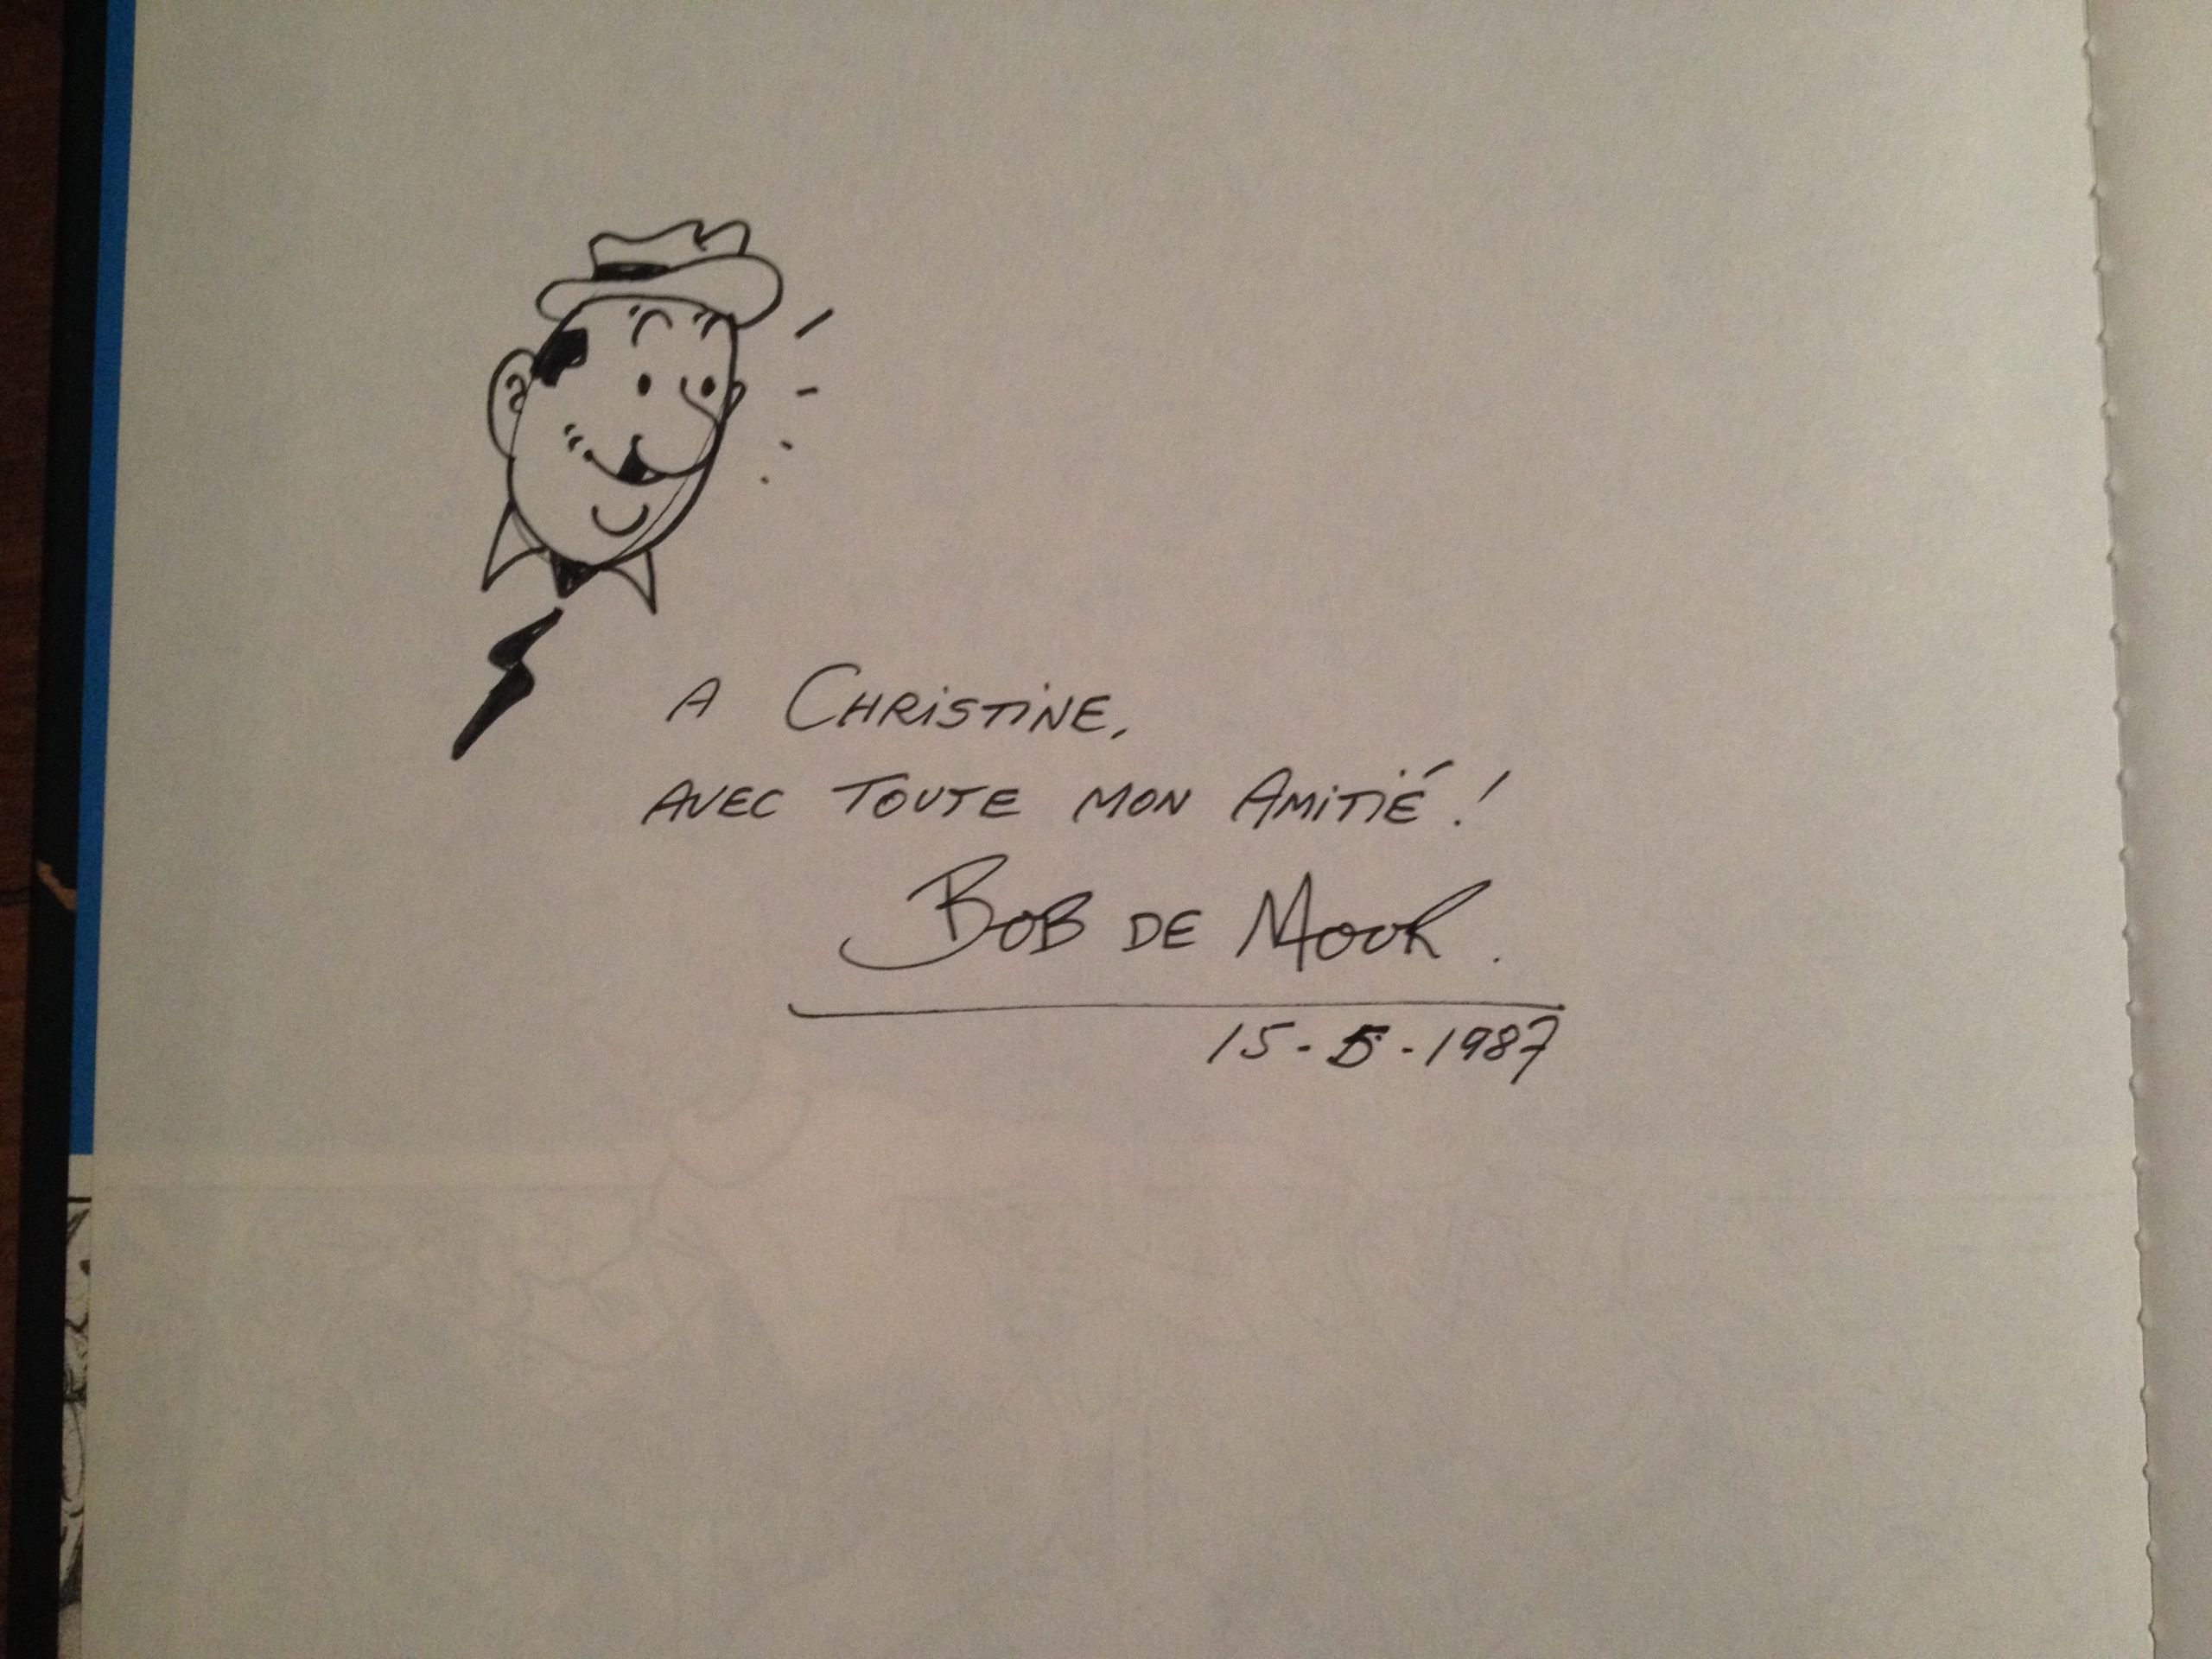 A CHRiSTiNE,
AVEC TOUTE MON AMiTiÉ !
BOB DE MOOR.
15-5-1987